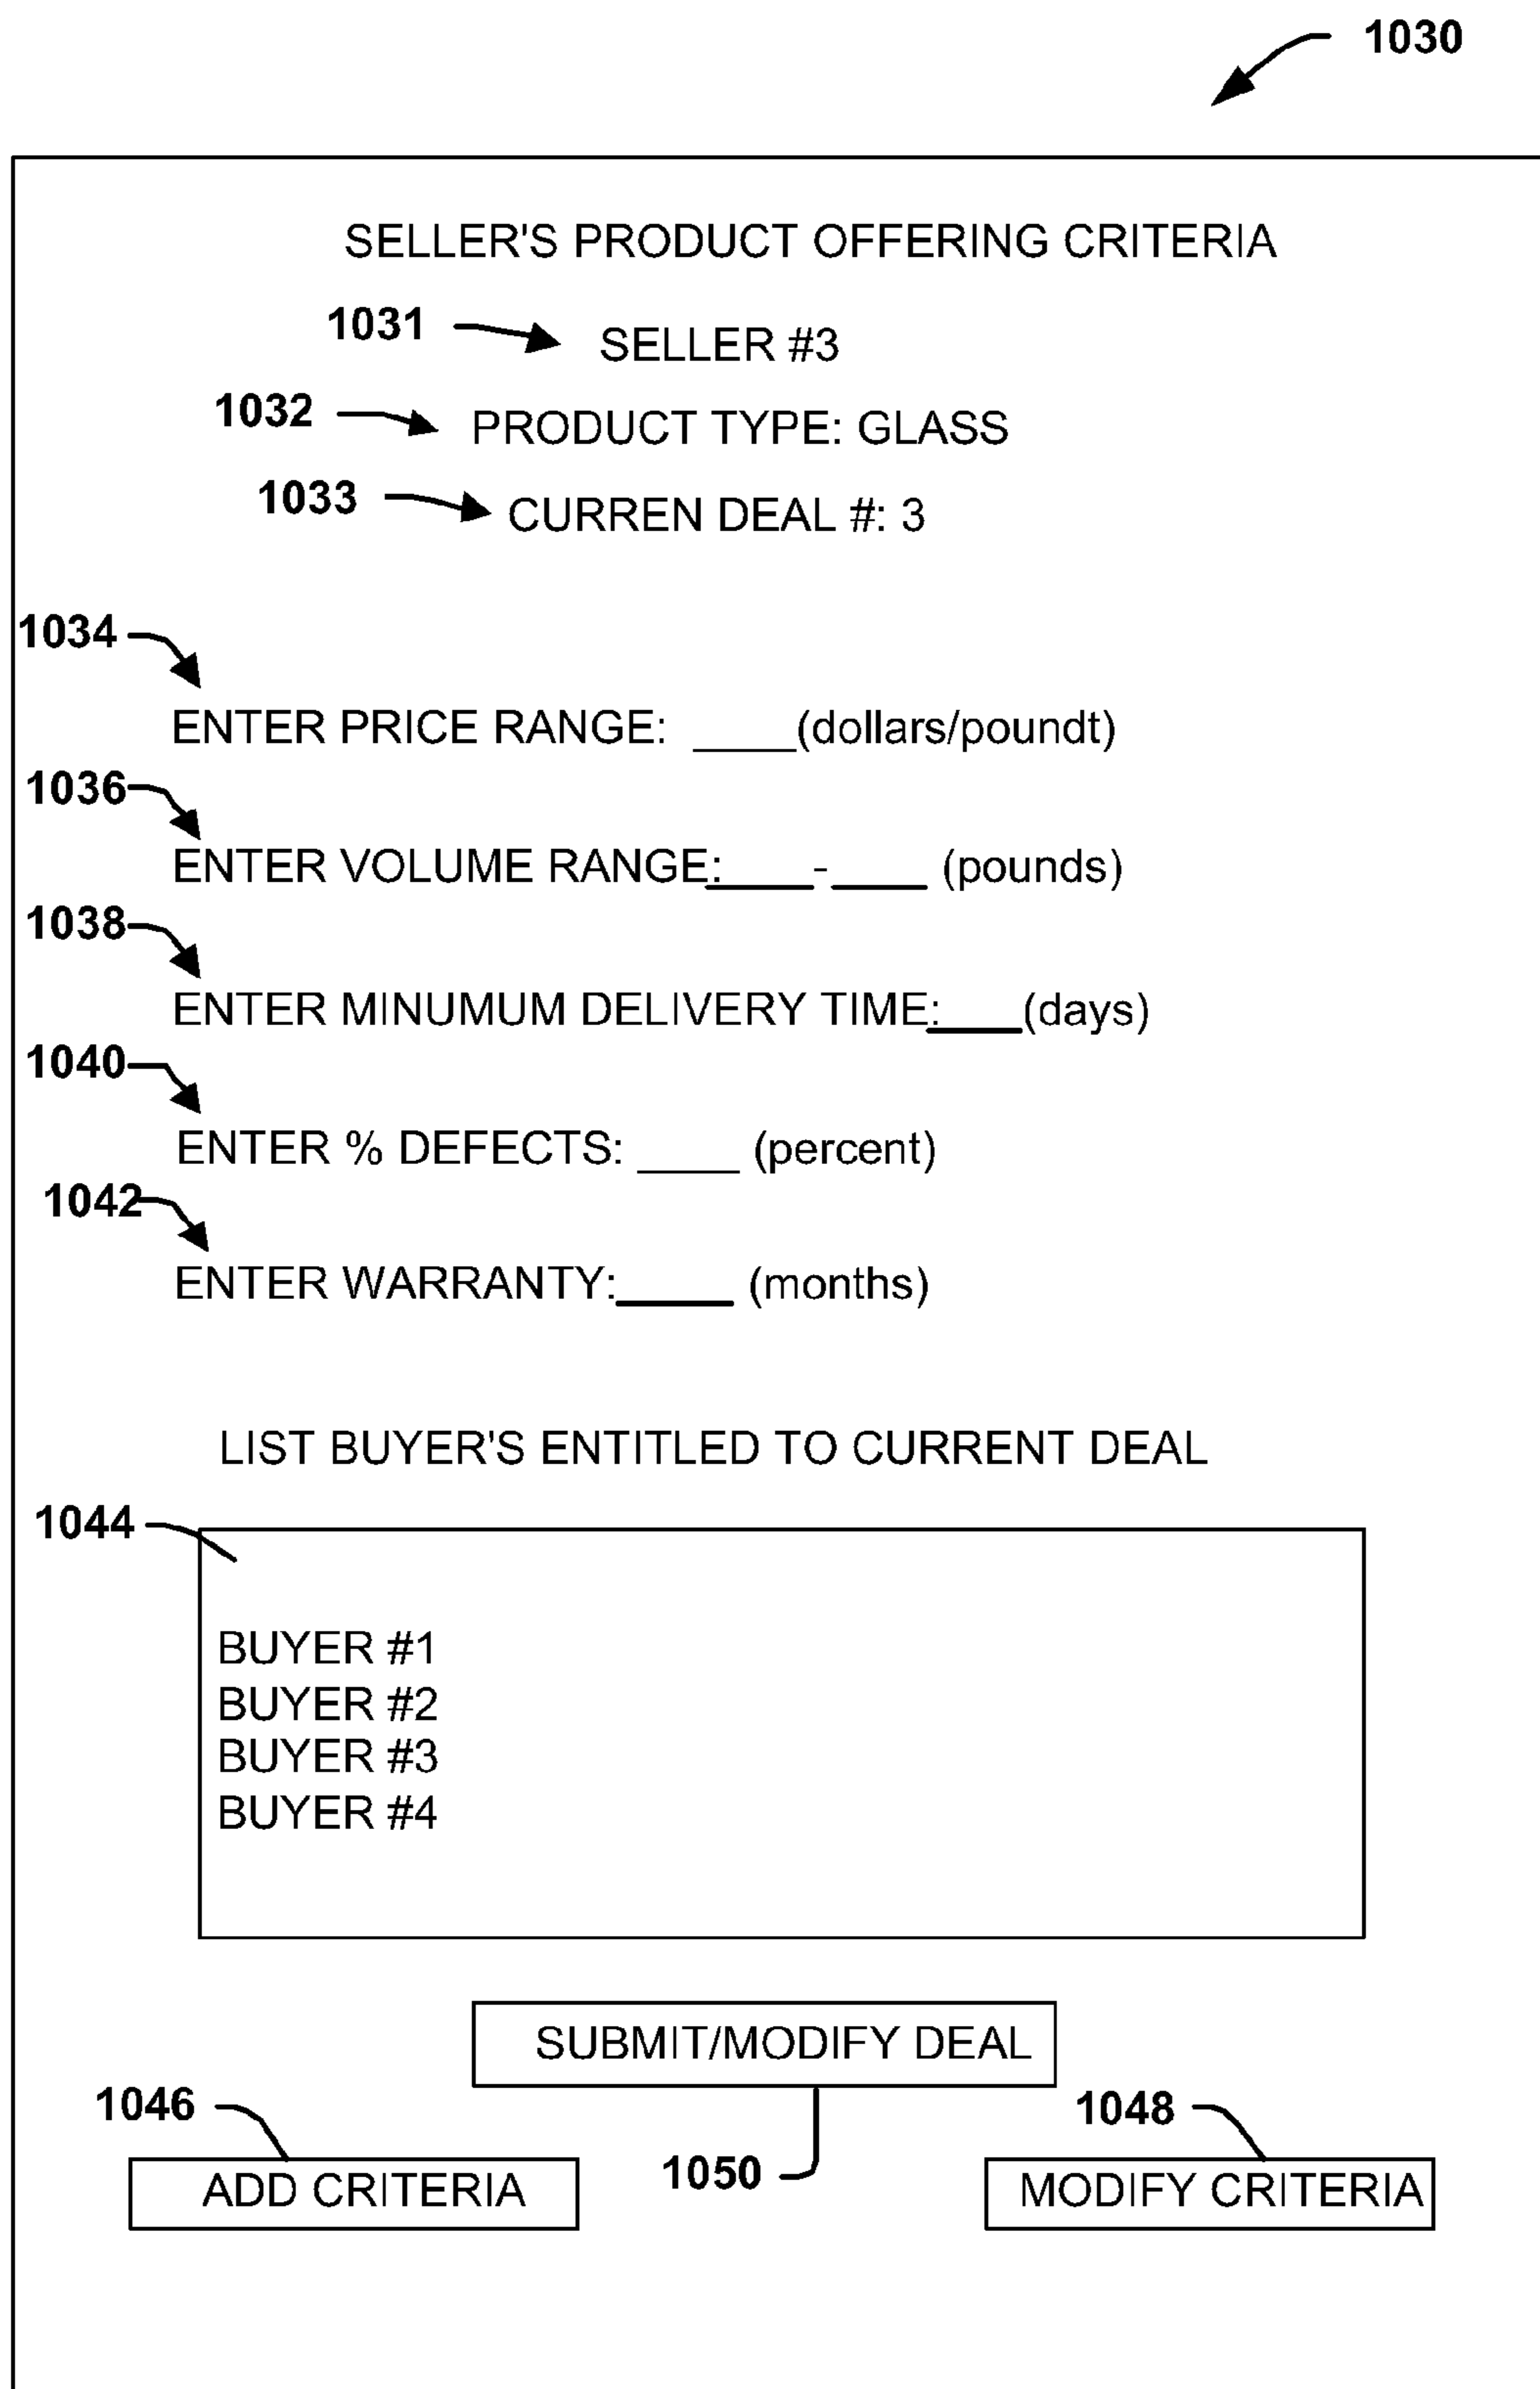 1030
SELLER'S PRODUCT OFFERING CRITERIA
1031 SELLER #3
1032 PRODUCT TYPE: GLASS
1033 CURREN DEAL #: 3
1034
ENTER PRICE RANGE: ____(dollars/poundt)
1036
ENTER VOLUME RANGE:____-____ (pounds)
1038
ENTER MINUMUM DELIVERY TIME:____(days)
1040
ENTER % DEFECTS: ____ (percent)
1042
ENTER WARRANTY:_____ (months)
LIST BUYER'S ENTITLED TO CURRENT DEAL
1044
BUYER #1
BUYER #2
BUYER #3
BUYER #4
SUBMIT/MODIFY DEAL
1046
1048
1050
ADD CRITERIA
MODIFY CRITERIA